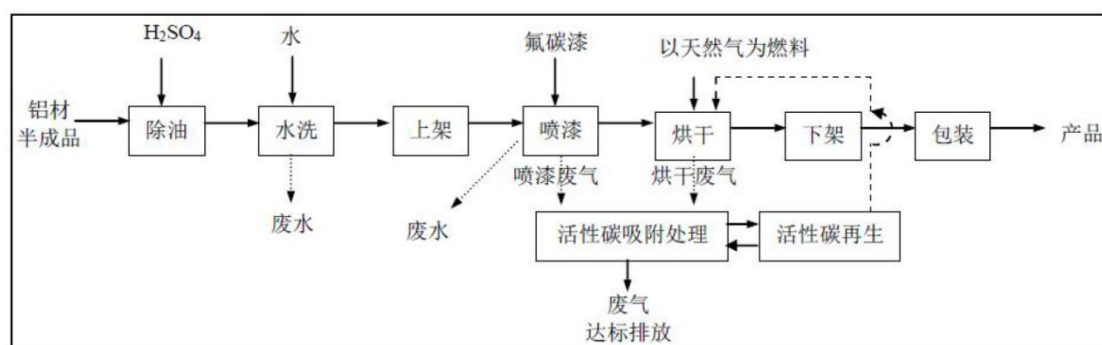 H₂SO₄
水
氟碳漆
以天然气为燃料
铝材
半成品
除油
水洗
上架
喷漆
烘干
下架
包装
产品
喷漆废气
烘干废气
废水
废水
活性碳吸附处理
活性碳再生
废气
达标排放